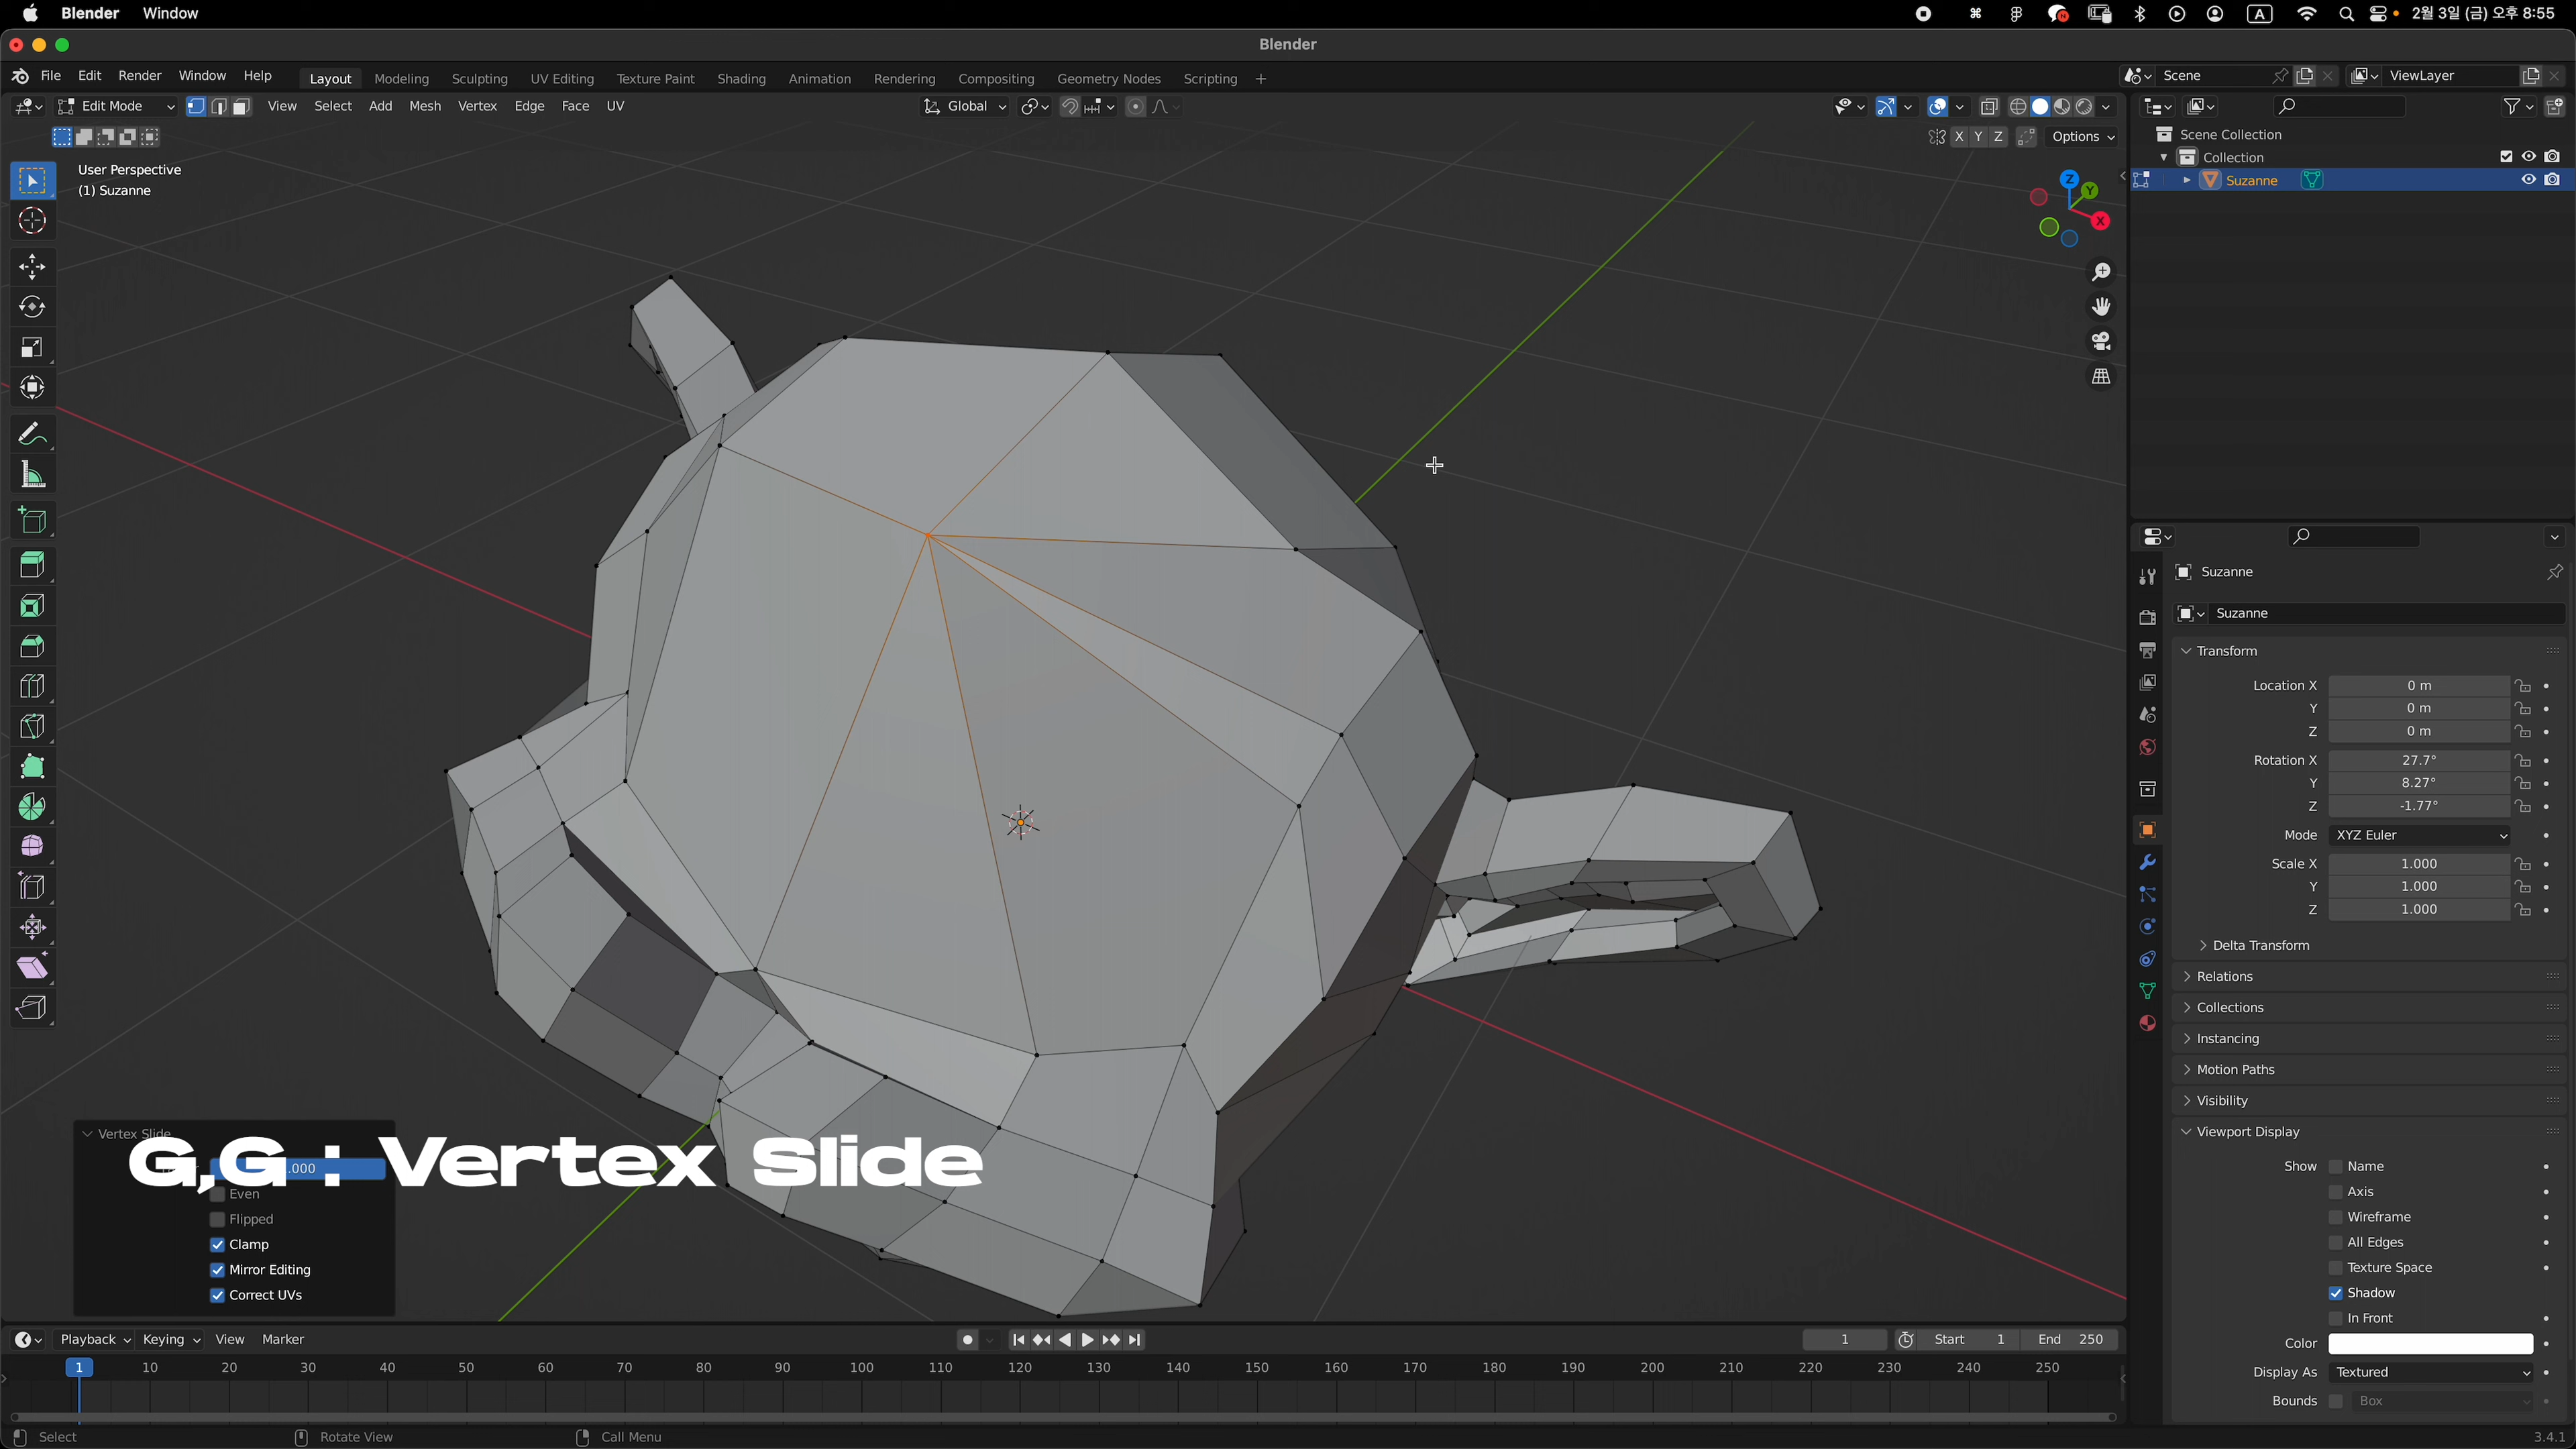 Blender Window
A 2월 3일 (금) 오후 8:55
Blender
File Edit Render Window Help Layout Modeling Sculpting UV Editing Texture Paint Shading Animation Rendering Compositing Geometry Nodes Scripting + Scene ViewLayer
Edit Mode View Select Add Mesh Vertex Edge Face UV Global
X Y Z Options
User Perspective
(1) Suzanne
Z
Y
X
Scene Collection
Collection
Suzanne
Suzanne
Suzanne
Transform
Location X 0 m
Y 0 m
Z 0 m
Rotation X 27.7°
Y 8.27°
Z -1.77°
Mode XYZ Euler
Scale X 1.000
Y 1.000
Z 1.000
Delta Transform
Relations
Collections
Instancing
Motion Paths
Visibility
Viewport Display
Show Name
Axis
Wireframe
All Edges
Texture Space
Shadow
In Front
Color
Display As Textured
Bounds Box
Vertex Slide
G,G : Vertex Slide
.000
Even
Flipped
Clamp
Mirror Editing
Correct UVs
Playback Keying View Marker 1 Start 1 End 250
1 10 20 30 40 50 60 70 80 90 100 110 120 130 140 150 160 170 180 190 200 210 220 230 240 250
Select Rotate View Call Menu 3.4.1